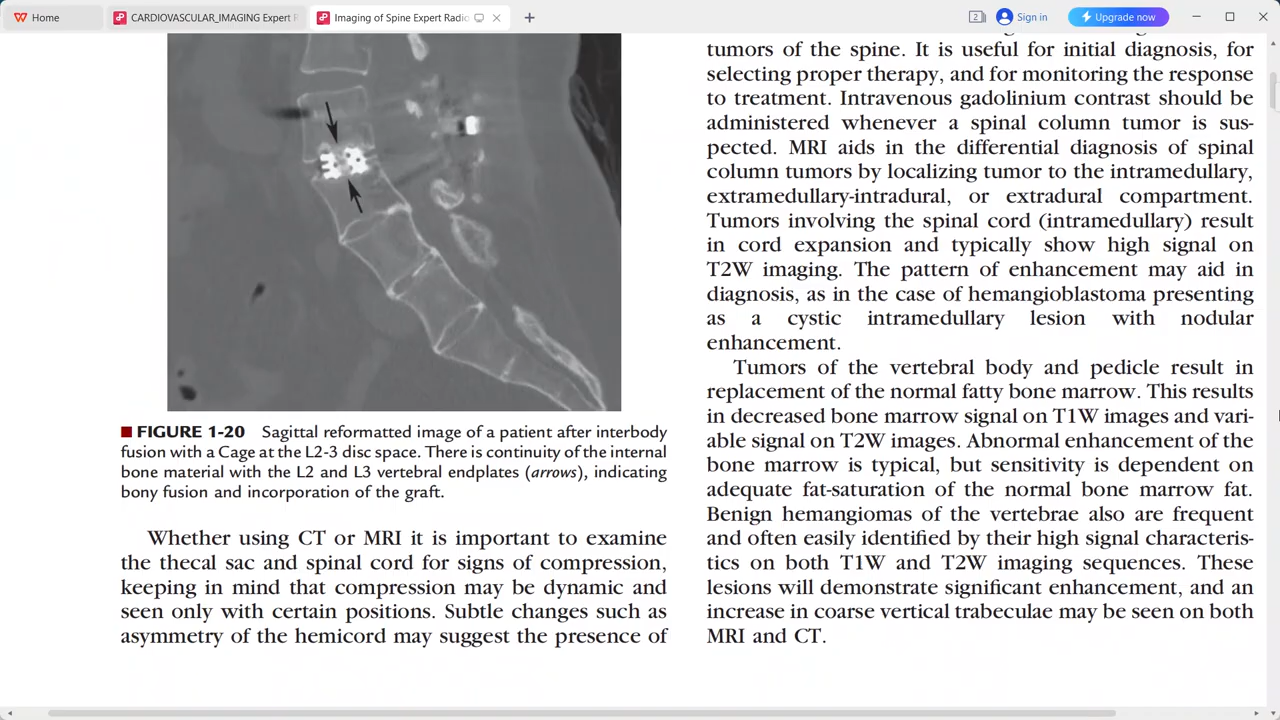 Home
CARDIOVASCULAR_IMAGING Expert R
Imaging of Spine Expert Radio
2
Sign in
Upgrade now
FIGURE 1-20 Sagittal reformatted image of a patient after interbody
fusion with a Cage at the L2-3 disc space. There is continuity of the internal
bone material with the L2 and L3 vertebral endplates (arrows), indicating
bony fusion and incorporation of the graft.
Whether using CT or MRI it is important to examine
the thecal sac and spinal cord for signs of compression,
keeping in mind that compression may be dynamic and
seen only with certain positions. Subtle changes such as
asymmetry of the hemicord may suggest the presence of
tumors of the spine. It is useful for initial diagnosis, for
selecting proper therapy, and for monitoring the response
to treatment. Intravenous gadolinium contrast should be
administered whenever a spinal column tumor is sus-
pected. MRI aids in the differential diagnosis of spinal
column tumors by localizing tumor to the intramedullary,
extramedullary-intradural, or extradural compartment.
Tumors involving the spinal cord (intramedullary) result
in cord expansion and typically show high signal on
T2W imaging. The pattern of enhancement may aid in
diagnosis, as in the case of hemangioblastoma presenting
as a cystic intramedullary lesion with nodular
enhancement.
Tumors of the vertebral body and pedicle result in
replacement of the normal fatty bone marrow. This results
in decreased bone marrow signal on T1W images and vari-
able signal on T2W images. Abnormal enhancement of the
bone marrow is typical, but sensitivity is dependent on
adequate fat-saturation of the normal bone marrow fat.
Benign hemangiomas of the vertebrae also are frequent
and often easily identified by their high signal characteris-
tics on both T1W and T2W imaging sequences. These
lesions will demonstrate significant enhancement, and an
increase in coarse vertical trabeculae may be seen on both
MRI and CT.